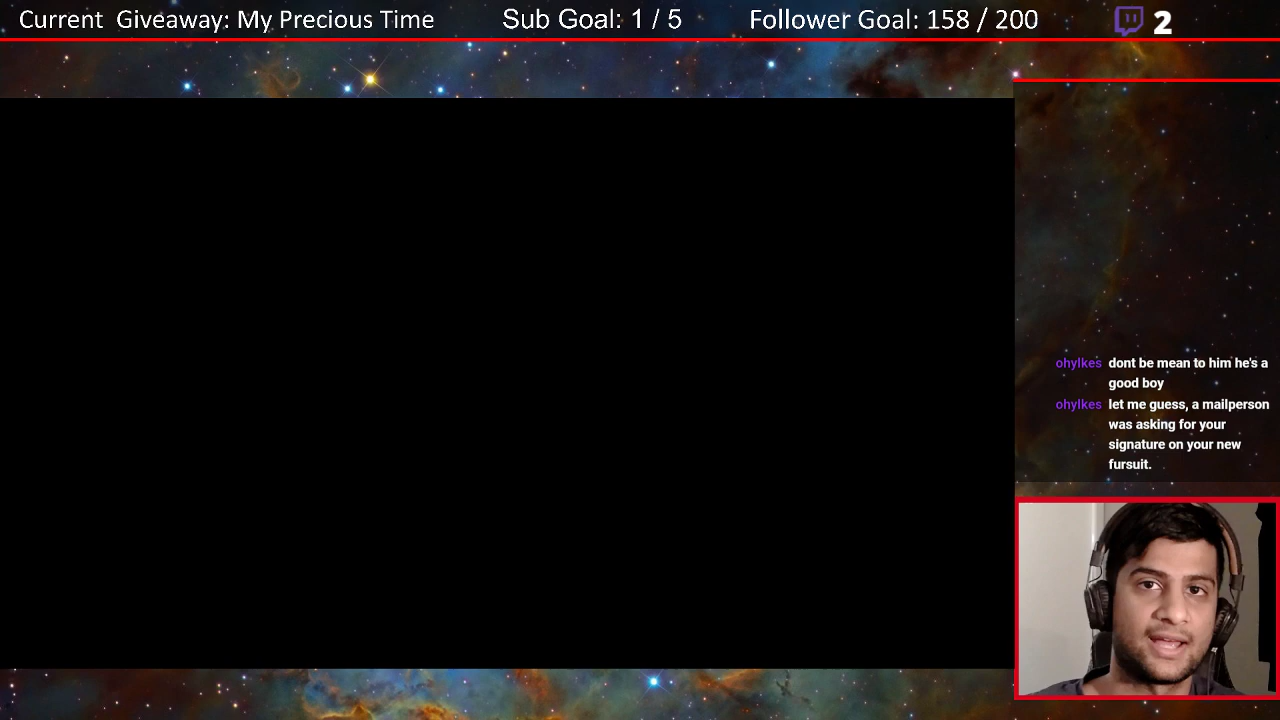 Current  Giveaway: My Precious Time
Sub Goal: 1 / 5
Follower Goal: 158 / 200
2
ohylkes dont be mean to him he's a
good boy
ohylkes let me guess, a mailperson
was asking for your
signature on your new
fursuit.